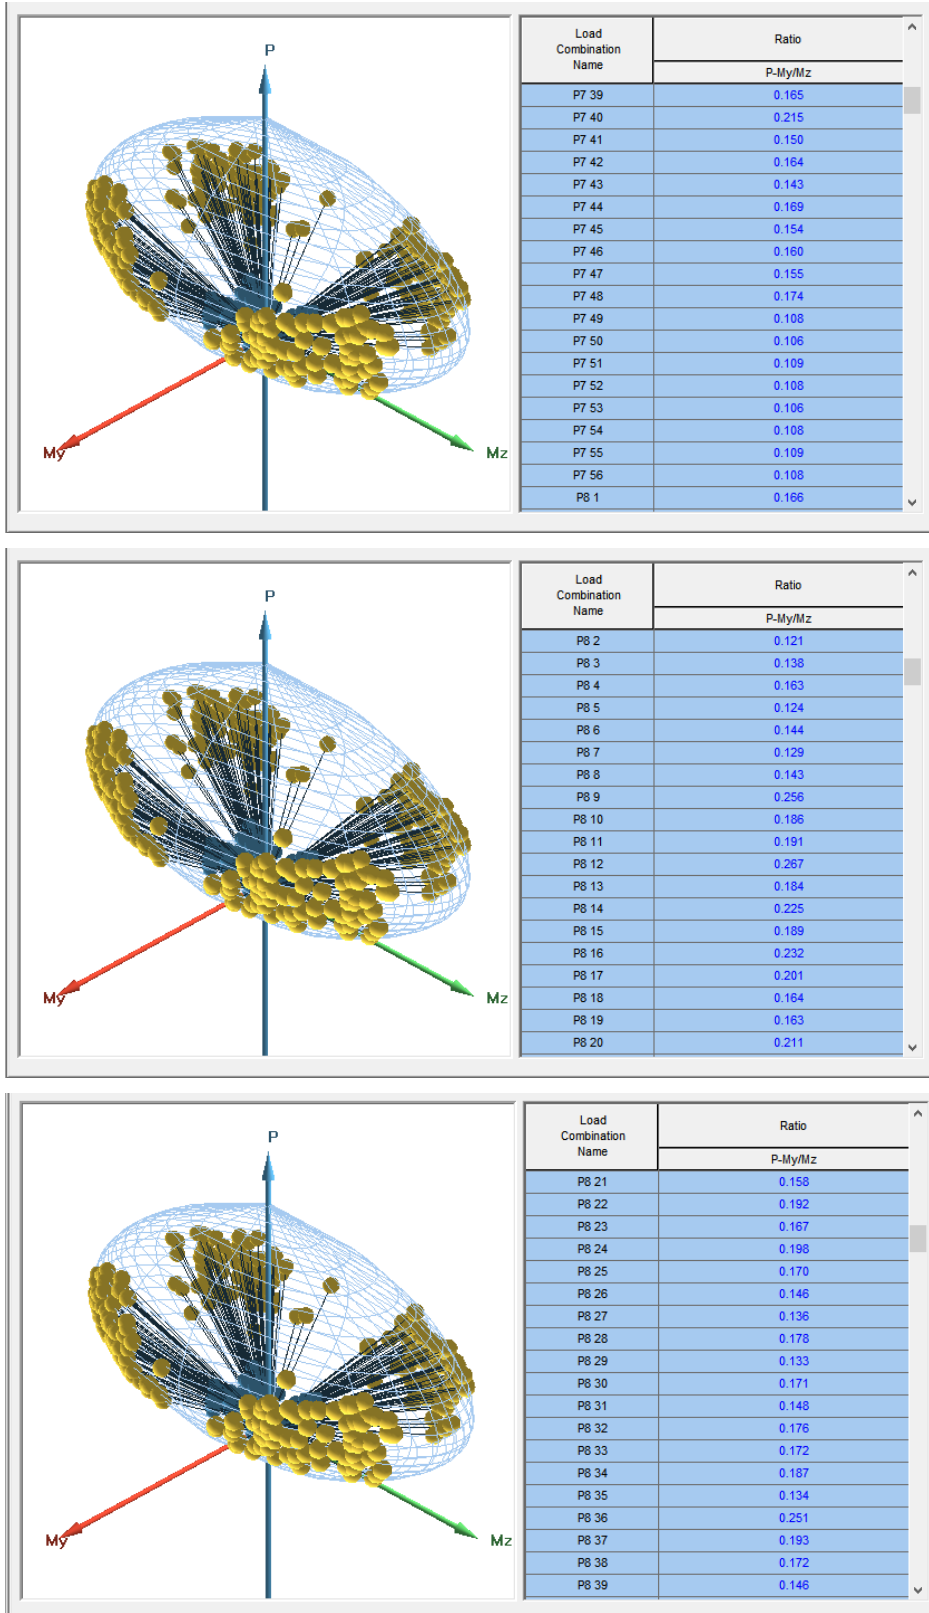 P
My
Mz
Load
Combination
Name
Ratio
P-My/Mz
P7 39 0.165
P7 40 0.215
P7 41 0.150
P7 42 0.164
P7 43 0.143
P7 44 0.169
P7 45 0.154
P7 46 0.160
P7 47 0.155
P7 48 0.174
P7 49 0.108
P7 50 0.106
P7 51 0.109
P7 52 0.108
P7 53 0.106
P7 54 0.108
P7 55 0.109
P7 56 0.108
P8 1 0.166
P
My
Mz
Load
Combination
Name
Ratio
P-My/Mz
P8 2 0.121
P8 3 0.138
P8 4 0.163
P8 5 0.124
P8 6 0.144
P8 7 0.129
P8 8 0.143
P8 9 0.256
P8 10 0.186
P8 11 0.191
P8 12 0.267
P8 13 0.184
P8 14 0.225
P8 15 0.189
P8 16 0.232
P8 17 0.201
P8 18 0.164
P8 19 0.163
P8 20 0.211
P
My
Mz
Load
Combination
Name
Ratio
P-My/Mz
P8 21 0.158
P8 22 0.192
P8 23 0.167
P8 24 0.198
P8 25 0.170
P8 26 0.146
P8 27 0.136
P8 28 0.178
P8 29 0.133
P8 30 0.171
P8 31 0.148
P8 32 0.176
P8 33 0.172
P8 34 0.187
P8 35 0.134
P8 36 0.251
P8 37 0.193
P8 38 0.172
P8 39 0.146